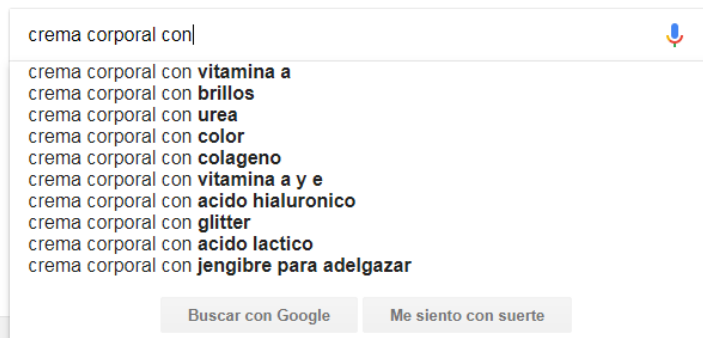 crema corporal con
crema corporal con vitamina a
crema corporal con brillos
crema corporal con urea
crema corporal con color
crema corporal con colageno
crema corporal con vitamina a y e
crema corporal con acido hialuronico
crema corporal con glitter
crema corporal con acido lactico
crema corporal con jengibre para adelgazar
Buscar con Google Me siento con suerte